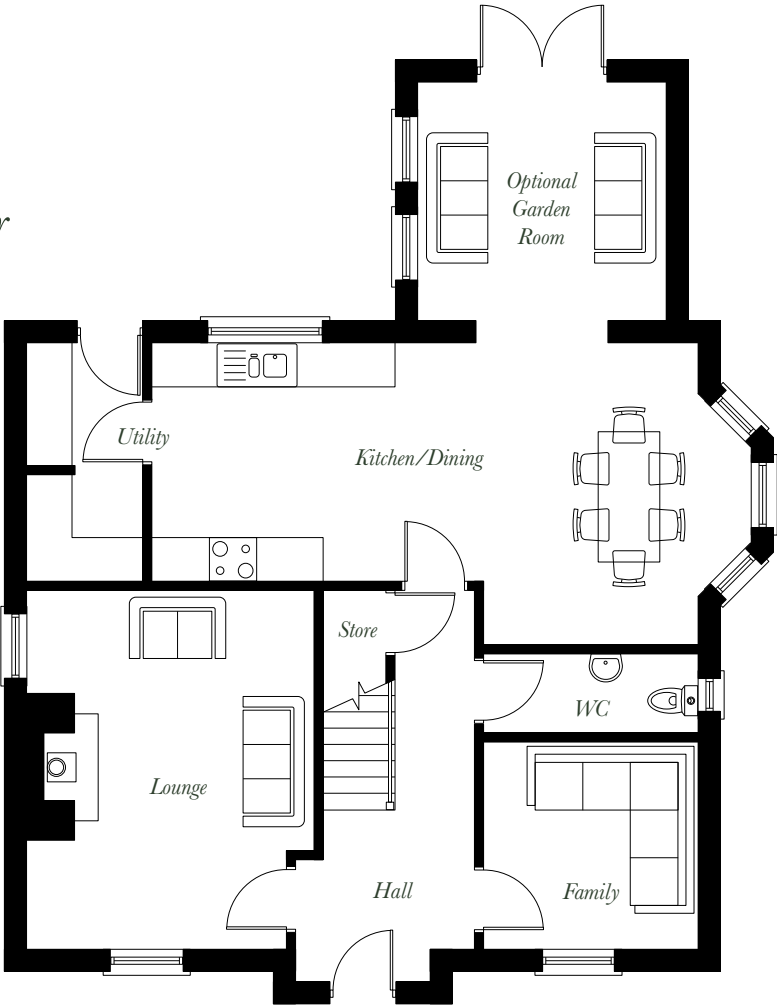 Optional
Garden
Room
Utility
Kitchen/Dining
Store
WC
Lounge
Hall
Family